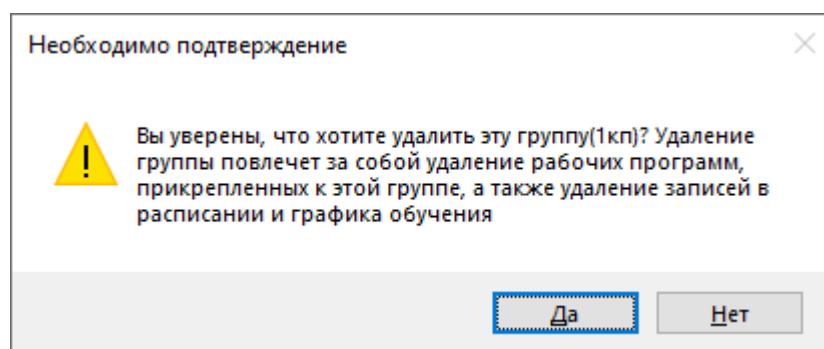 Необходимо подтверждение
Вы уверены, что хотите удалить эту группу(1кп)? Удаление
группы повлечет за собой удаление рабочих программ,
прикрепленных к этой группе, а также удаление записей в
расписании и графика обучения
Да
Нет